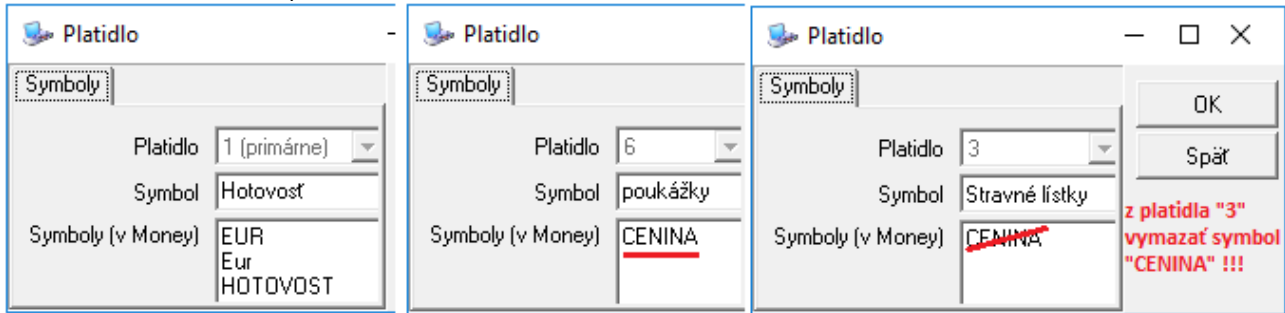 Platidlo
Symboly
Platidlo 1 (primárne)
Symbol Hotovosť
Symboly (v Money) EUR
Eur
HOTOVOST
Platidlo
Symboly
Platidlo 6
Symbol poukážky
Symboly (v Money) CENINA
Platidlo
Symboly
Platidlo 3
Symbol Stravné lístky
Symboly (v Money) CENINA
OK
Späť
z platidla "3"
vymazať symbol
"CENINA" !!!